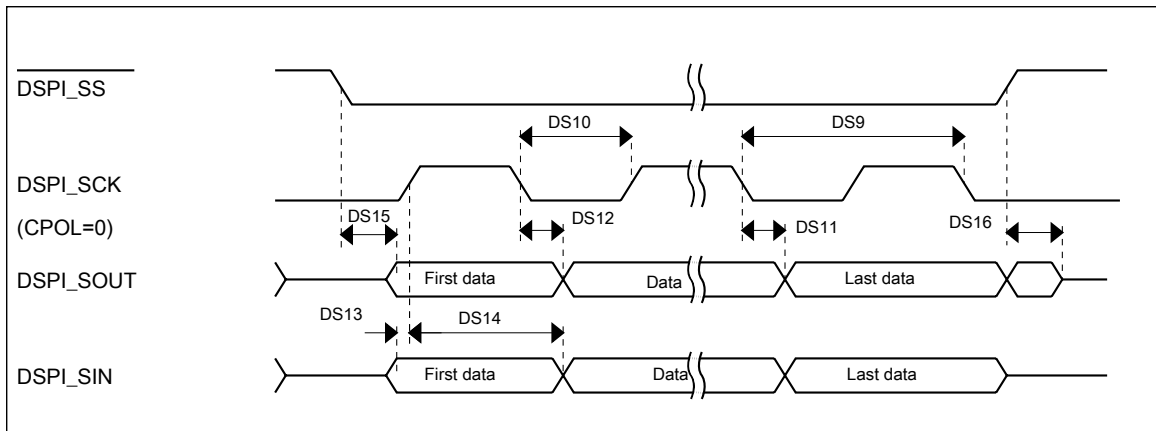 DSPI_SS
DS10
DS9
DSPI_SCK
(CPOL=0)
DS15
DS12
DS11
DS16
DSPI_SOUT
First data
Data
Last data
DS13
DS14
DSPI_SIN
First data
Data
Last data